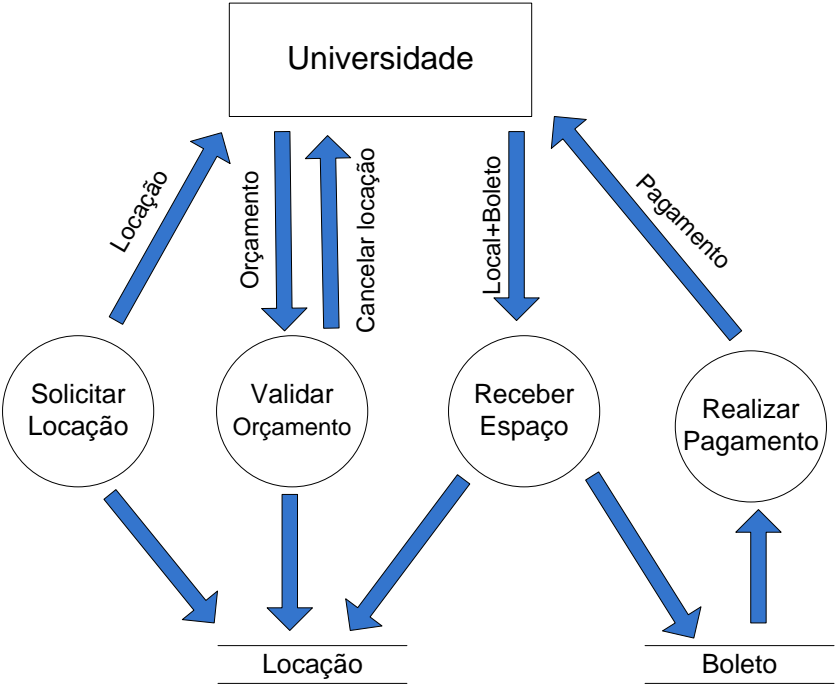 Universidade
Locação
Orçamento
Cancelar locação
Local+Boleto
Pagamento
Solicitar
Locação
Validar
Orçamento
Receber
Espaço
Realizar
Pagamento
Locação
Boleto